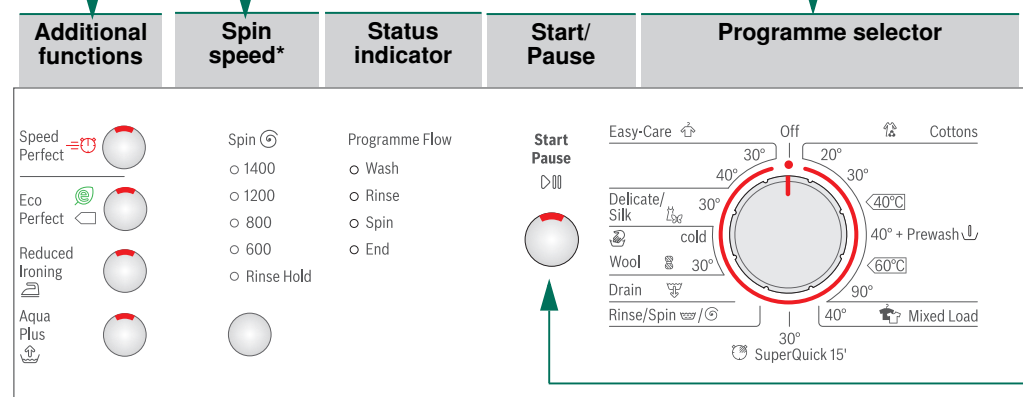 Additional
functions
Spin
speed*
Status
indicator
Start/
Pause
Programme selector
Speed
Perfect
Eco
Perfect
Reduced
Ironing
Aqua
Plus
Spin
1400
1200
800
600
Rinse Hold
Programme Flow
Wash
Rinse
Spin
End
Start
Pause
Easy-Care
Off
Cottons
30°
20°
40°
30°
Delicate/
Silk
30°
40°C
cold
40° + Prewash
Wool
30°
60°C
Drain
90°
Rinse/Spin
/
40°
Mixed Load
30°
SuperQuick 15'